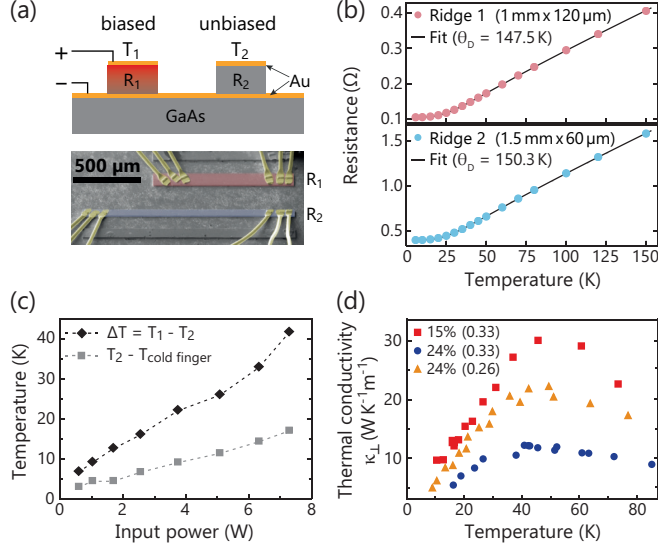 (a)
biased
unbiased
+
T1
T2
−
R1
R2
Au
GaAs
500 µm
R1
R2
(b)
Resistance (Ω)
0.4
0.3
0.2
0.1
Ridge 1 (1 mm x 120 µm)
Fit (θD = 147.5 K)
1.5
1.0
0.5
Ridge 2 (1.5 mm x 60 µm)
Fit (θD = 150.3 K)
0 25 50 75 100 125 150
Temperature (K)
(c)
Temperature (K)
40
30
20
10
0
ΔT = T1 - T2
T2 - Tcold finger
0 2 4 6 8
Input power (W)
(d)
Thermal conductivity
κ⊥ (W K⁻¹m⁻¹)
30
20
10
15% (0.33)
24% (0.33)
24% (0.26)
0 20 40 60 80
Temperature (K)